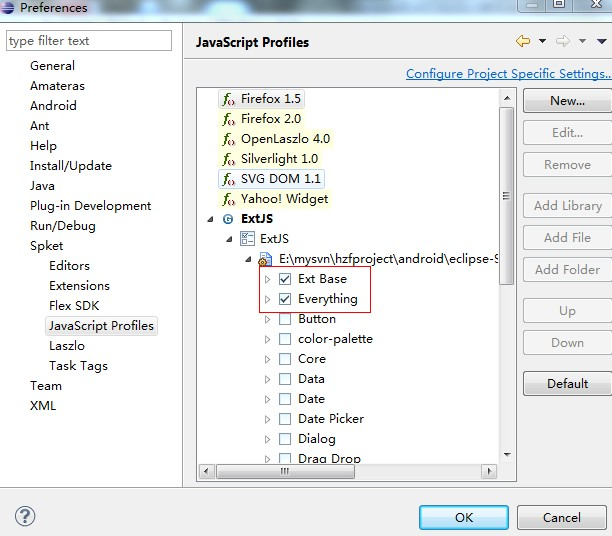 Preferences
type filter text
General
Amateras
Android
Ant
Help
Install/Update
Java
Plug-in Development
Run/Debug
Spket
Editors
Extensions
Flex SDK
JavaScript Profiles
Laszlo
Task Tags
Team
XML
JavaScript Profiles
Configure Project Specific Settings...
Firefox 1.5
Firefox 2.0
OpenLaszlo 4.0
Silverlight 1.0
SVG DOM 1.1
Yahoo! Widget
ExtJS
ExtJS
E:\mysvn\hzfproject\android\eclipse-S
Ext Base
Everything
Button
color-palette
Core
Data
Date
Date Picker
Dialog
Drag Drop
New...
Edit...
Remove
Add Library
Add File
Add Folder
Up
Down
Default
OK
Cancel